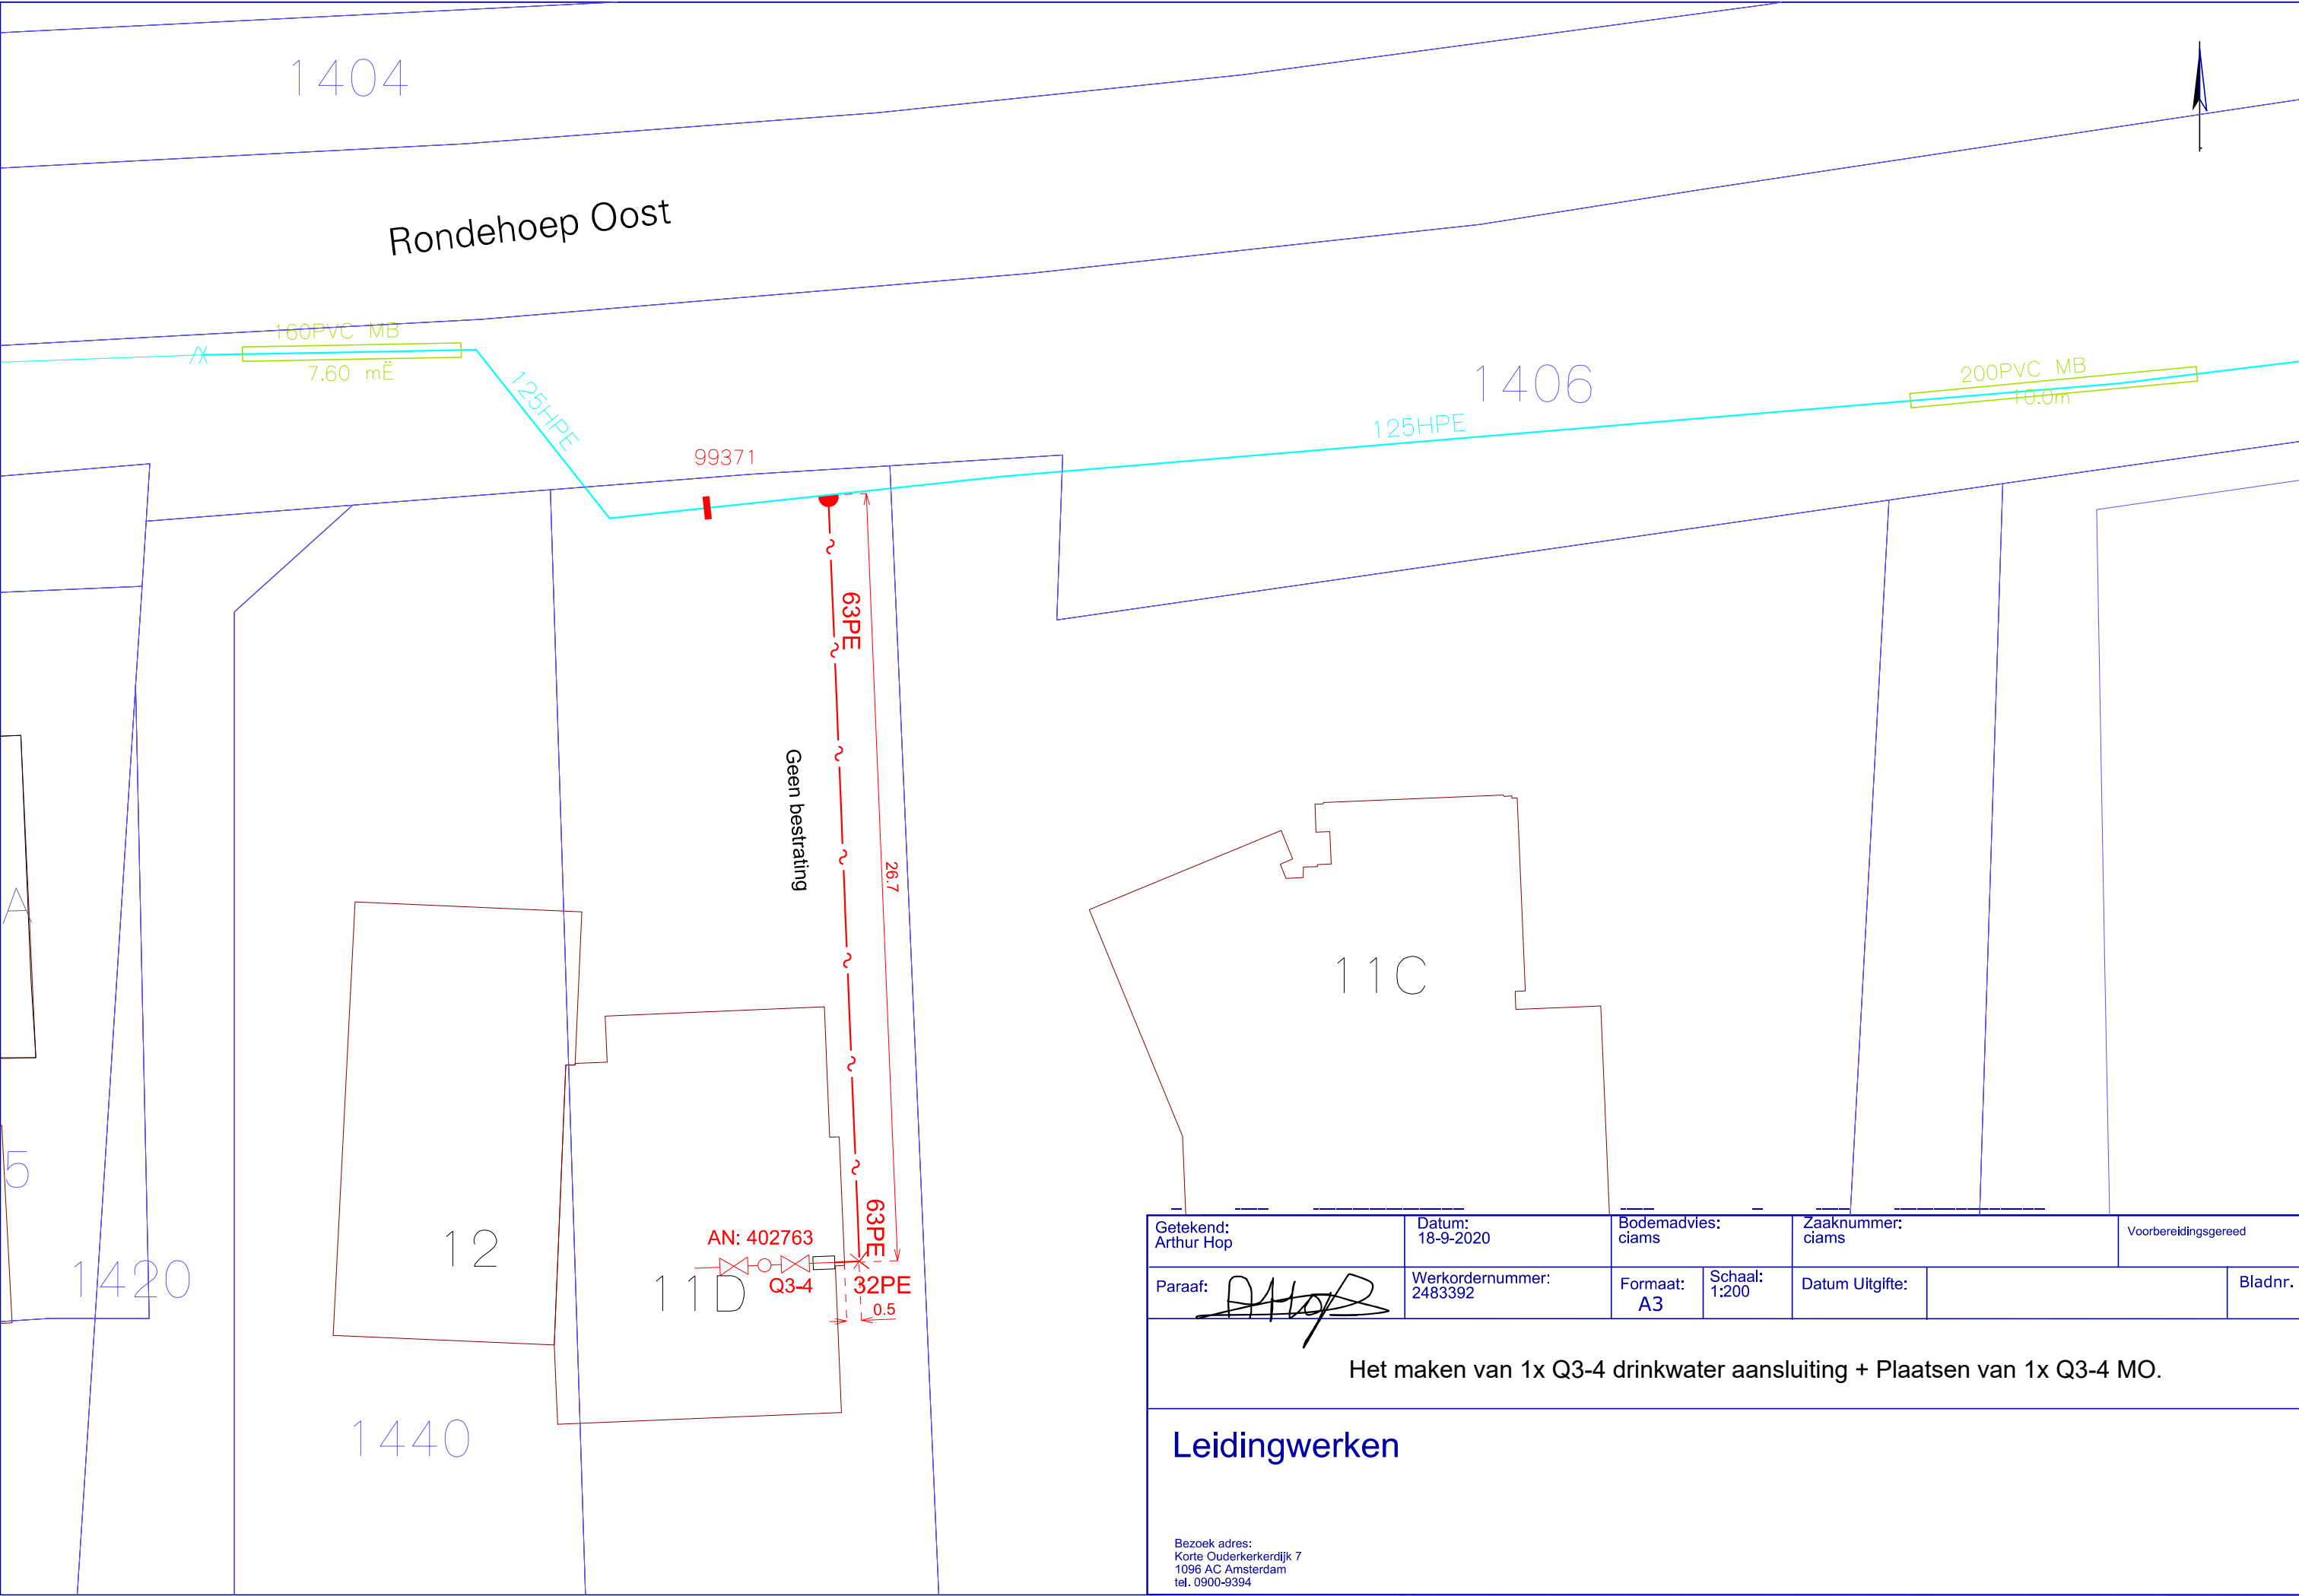 1404
Rondehoep Oost
160PVC MB
7.60 mË
125HPE
99371
125HPE
1406
200PVC MB
10.0m
63PE
Geen bestrating
26.7
A
11C
5
12
1420
1440
11D
AN: 402763
Q3-4
63PE
32PE
0.5
Getekend:
Arthur Hop
Datum:
18-9-2020
Bodemadvies:
ciams
Zaaknummer:
ciams
Voorbereidingsgereed
Paraaf:
AHop
Werkordernummer:
2483392
Formaat:
A3
Schaal:
1:200
Datum Uitgifte:
Bladnr.
Het maken van 1x Q3-4 drinkwater aansluiting + Plaatsen van 1x Q3-4 MO.
Leidingwerken
Bezoek adres:
Korte Ouderkerkerdijk 7
1096 AC Amsterdam
tel. 0900-9394